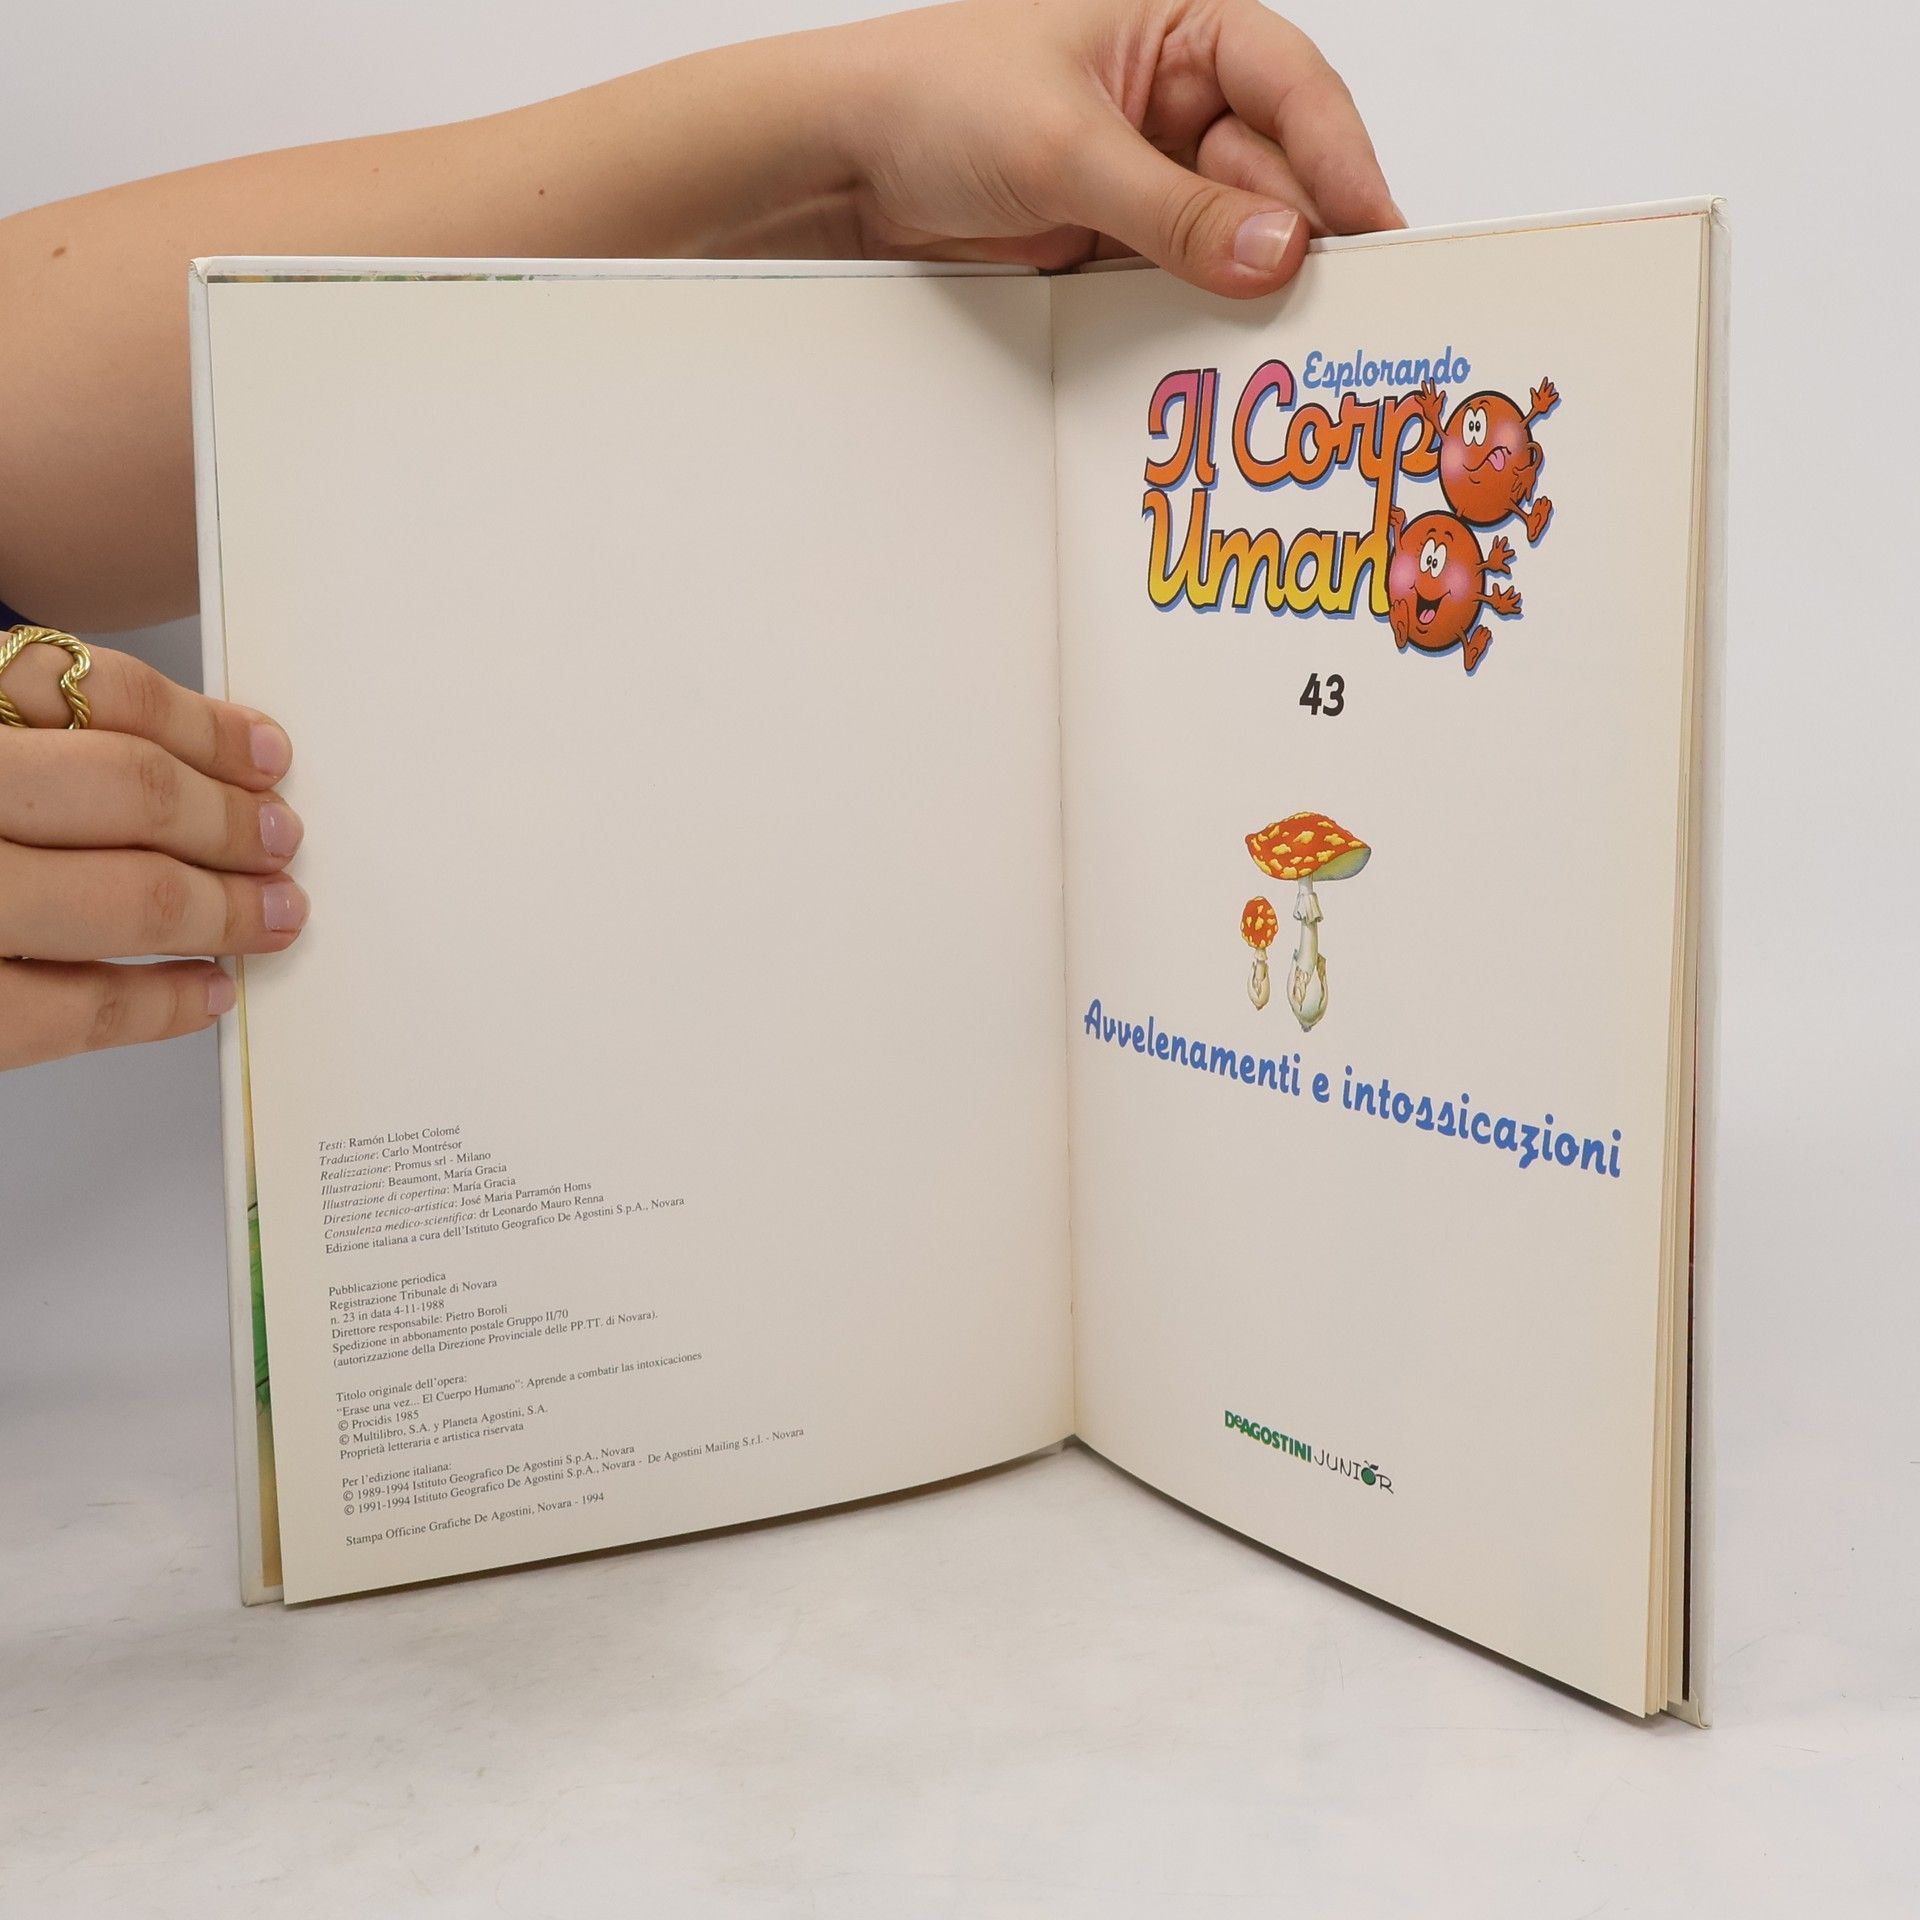 Testi: Ramón Llobet Colomé
Traduzione: Carlo Montrésor
Realizzazione: Promus srl - Milano
Illustrazioni: Beaumont, María Gracia
Illustrazione di copertina: María Gracia
Direzione tecnico-artistica: José Maria Parramón Homs
Consulenza medico-scientifica: dr Leonardo Mauro Renna
Edizione italiana a cura dell'Istituto Geografico De Agostini S.p.A., Novara
Pubblicazione periodica
Registrazione Tribunale di Novara
n. 23 in data 4-11-1988
Direttore responsabile: Pietro Boroli
Spedizione in abbonamento postale Gruppo II/70
(autorizzazione della Direzione Provinciale delle PP.TT. di Novara).
Titolo originale dell'opera:
"Erase una vez... El Cuerpo Humano": Aprende a combatir las intoxicaciones
© Procidis 1985
© Multilibro, S.A. y Planeta Agostini, S.A.
Proprietà letteraria e artistica riservata
Per l'edizione italiana:
© 1989-1994 Istituto Geografico De Agostini S.p.A., Novara
© 1991-1994 Istituto Geografico De Agostini S.p.A., Novara - De Agostini Mailing S.r.l. - Novara
Stampa Officine Grafiche De Agostini, Novara - 1994
Esplorando
Il Corpo
Umano
43
Avvelenamenti e intossicazioni
DeAGOSTINI JUNIOR